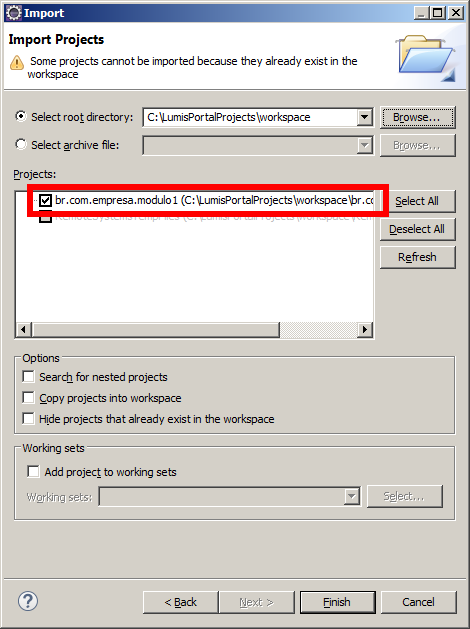 Import
Import Projects
Some projects cannot be imported because they already exist in the
workspace
Select root directory: C:\LumisPortalProjects\workspace Browse...
Select archive file: Browse...
Projects:
br.com.empresa.modulo1 (C:\LumisPortalProjects\workspace\br.co
Select All
Deselect All
Refresh
Options
Search for nested projects
Copy projects into workspace
Hide projects that already exist in the workspace
Working sets
Add project to working sets
Working sets: Select...
? < Back Next > Finish Cancel